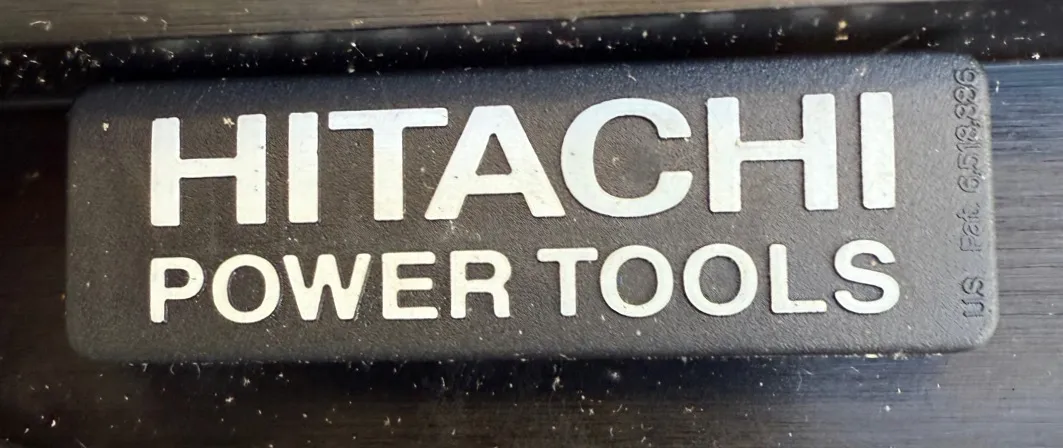 HITACHI
POWER TOOLS
US Pat. 6,518,886